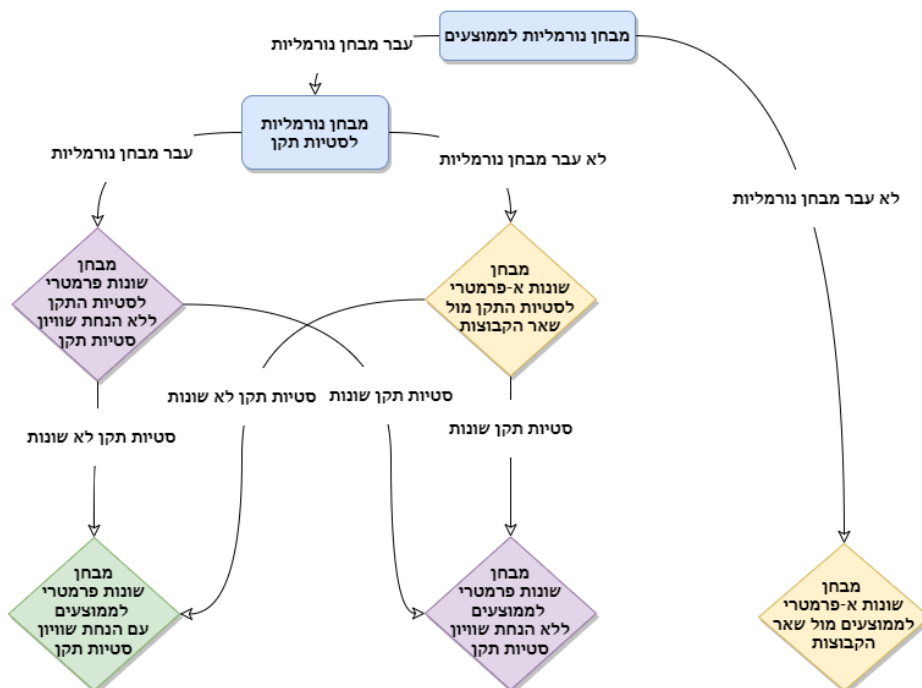 מבחן נורמליות לממוצעים
עבר מבחן נורמליות
מבחן נורמליות
לסטיות תקן
עבר מבחן נורמליות
לא עבר מבחן נורמליות
לא עבר מבחן נורמליות
מבחן
שונות פרמטרי
לסטיות התקן
ללא הנחת שוויון
סטיות תקן
מבחן
שונות א-פרמטרי
לסטיות התקן מול
שאר הקבוצות
סטיות תקן לא שונות
סטיות תקן שונות
סטיות תקן לא שונות
סטיות תקן שונות
מבחן
שונות פרמטרי
לממוצעים
עם הנחת שוויון
סטיות תקן
מבחן
שונות פרמטרי
לממוצעים
ללא הנחת שוויון
סטיות תקן
מבחן
שונות א-פרמטרי
לממוצעים מול שאר
הקבוצות